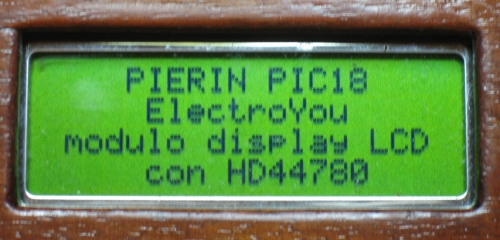 PIERIN PIC18
ElectroYou
modulo display LCD
con HD44780